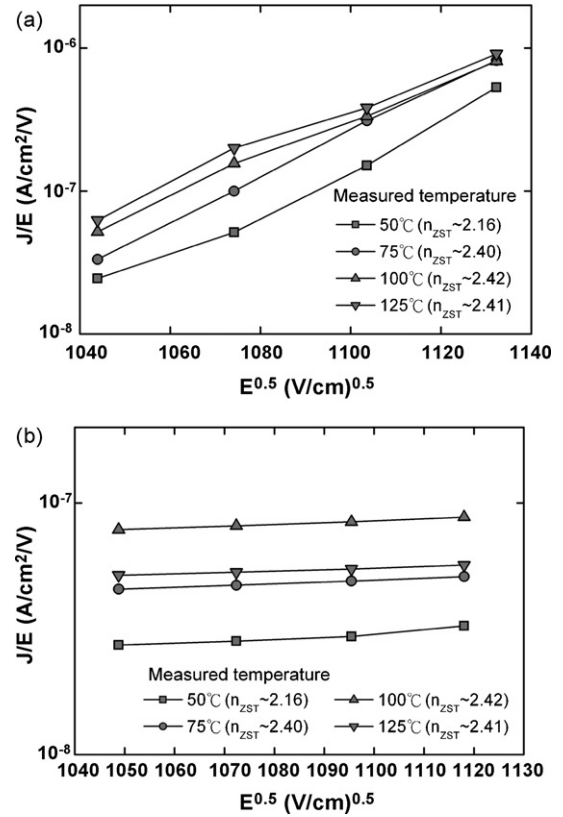 (a)
10⁻⁶
10⁻⁷
10⁻⁸
J/E (A/cm²/V)
Measured temperature
50℃ (nZST~2.16)
75℃ (nZST~2.40)
100℃ (nZST~2.42)
125℃ (nZST~2.41)
1040 1060 1080 1100 1120 1140
E⁰·⁵ (V/cm)⁰·⁵
(b)
10⁻⁷
10⁻⁸
J/E (A/cm²/V)
Measured temperature
50℃ (nZST~2.16) 100℃ (nZST~2.42)
75℃ (nZST~2.40) 125℃ (nZST~2.41)
1040 1050 1060 1070 1080 1090 1100 1110 1120 1130
E⁰·⁵ (V/cm)⁰·⁵